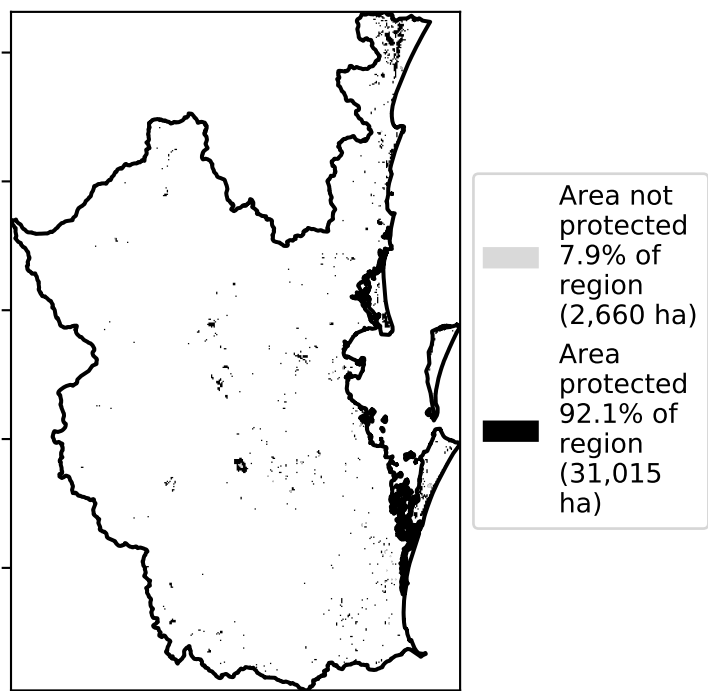 Area not
protected
7.9% of
region
(2,660 ha)
Area
protected
92.1% of
region
(31,015
ha)